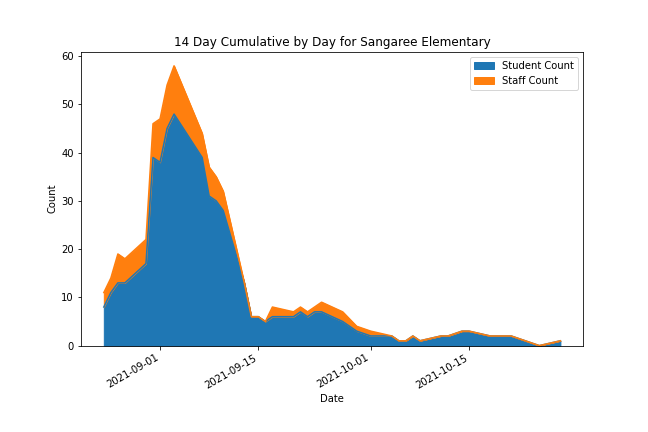 14 Day Cumulative by Day for Sangaree Elementary
Student Count
Staff Count
Count
60
50
40
30
20
10
0
2021-09-01
2021-09-15
2021-10-01
2021-10-15
Date